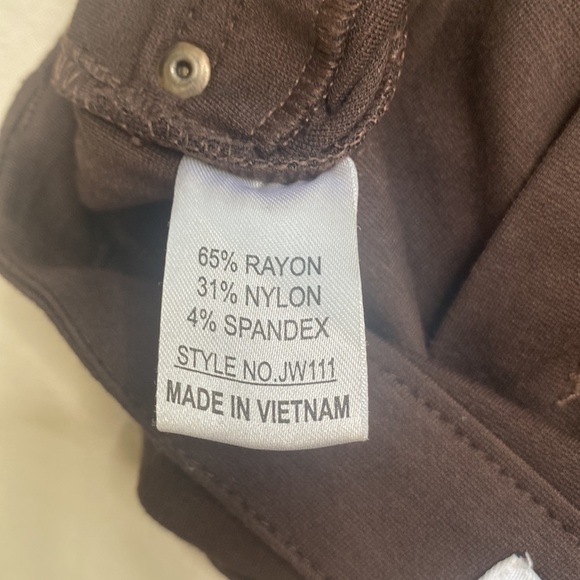 65% RAYON
31% NYLON
4% SPANDEX
STYLE NO.JW111
MADE IN VIETNAM